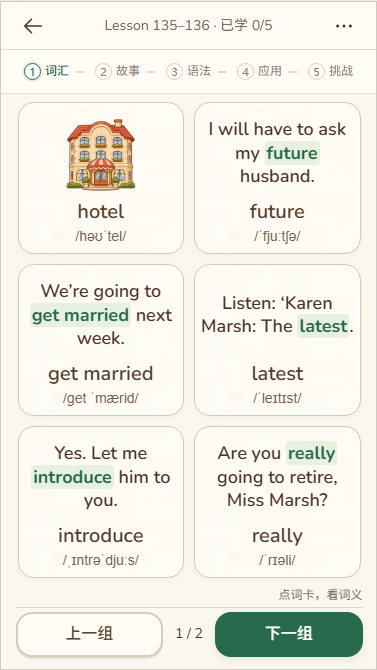 Lesson 135–136 · 已学 0/5
1 词汇 – 2 故事 – 3 语法 – 4 应用 – 5 挑战
hotel
/həʊˈtel/
I will have to ask
my future
husband.
future
/ˈfjuːtʃə/
We’re going to
get married next
week.
get married
/get ˈmærid/
Listen: ‘Karen
Marsh: The latest.
latest
/ˈleɪtɪst/
Yes. Let me
introduce him to
you.
introduce
/ˌɪntrəˈdjuːs/
Are you really
going to retire,
Miss Marsh?
really
/ˈrɪəli/
点词卡，看词义
上一组
1 / 2
下一组